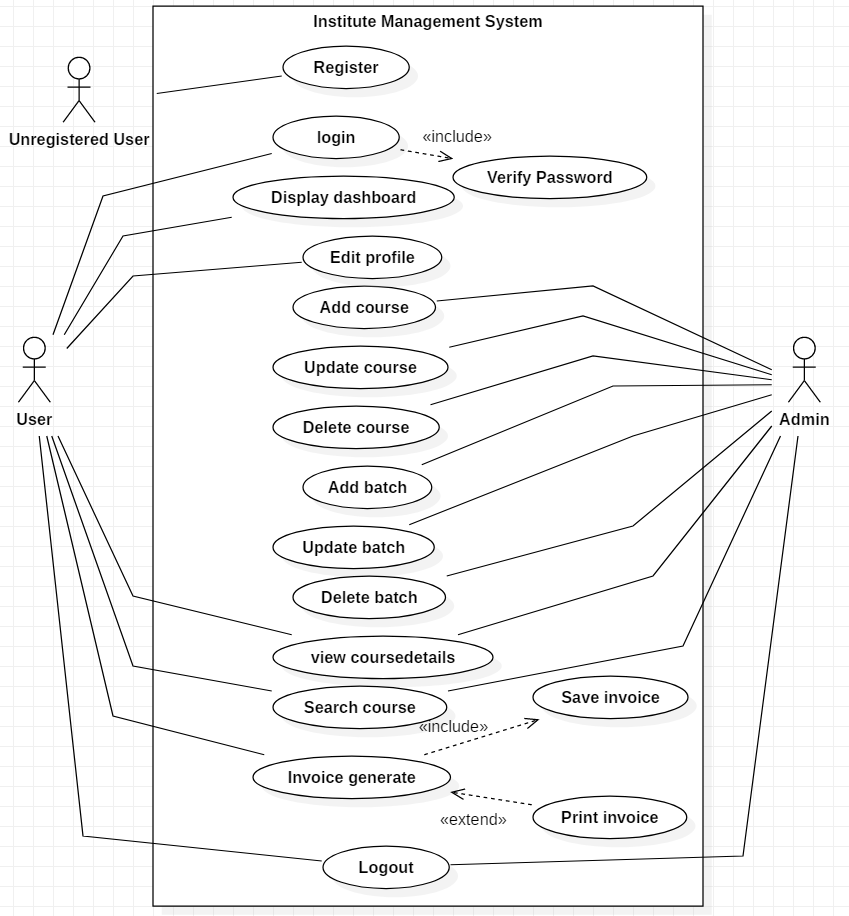 Institute Management System
Register
Unregistered User
login
«include»
Verify Password
Display dashboard
Edit profile
Add course
Update course
User
Admin
Delete course
Add batch
Update batch
Delete batch
view coursedetails
Save invoice
Search course
«include»
Invoice generate
«extend»
Print invoice
Logout